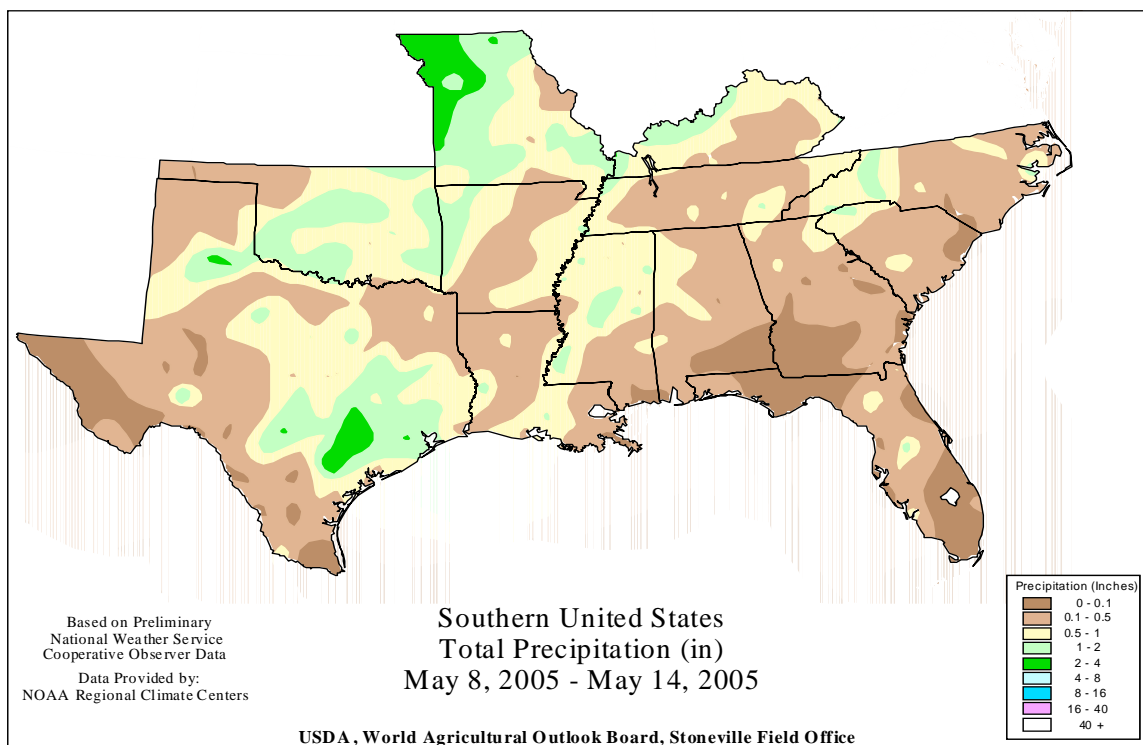 Precipitation (Inches)
0 - 0.1
0.1 - 0.5
0.5 - 1
1 - 2
2 - 4
4 - 8
8 - 16
16 - 40
40 +
Based on Preliminary
National Weather Service
Cooperative Observer Data
Data Provided by:
NOAA Regional Climate Centers
Southern United States
Total Precipitation (in)
May 8, 2005 - May 14, 2005
USDA, World Agricultural Outlook Board, Stoneville Field Office